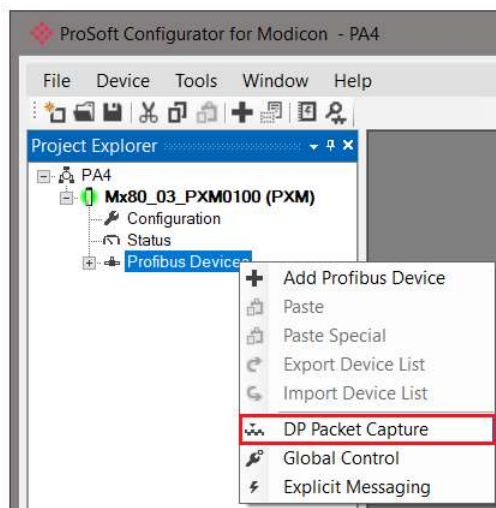 ProSoft Configurator for Modicon - PA4
File Device Tools Window Help
Project Explorer
PA4
Mx80_03_PXM0100 (PXM)
Configuration
Status
Profibus Devices
Add Profibus Device
Paste
Paste Special
Export Device List
Import Device List
DP Packet Capture
Global Control
Explicit Messaging